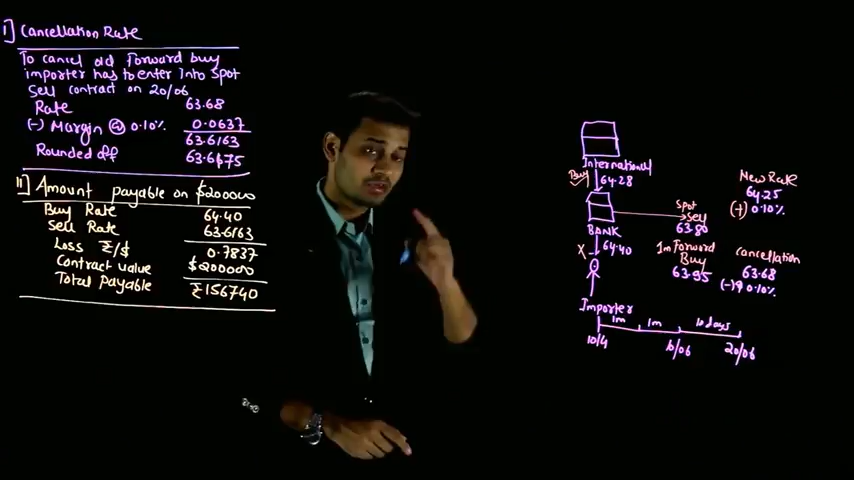 I] Cancellation Rate
To cancel old Forward buy
importer has to enter Into Spot
Sell contract on 20/06
Rate 63.68
(-) Margin @ 0.10% 0.0637
63.6163
Rounded off 63.6175
II] Amount payable on $200000
Buy Rate 64.40
Sell Rate 63.6163
Loss ₹/$ 0.7837
Contract value $200000
Total Payable ₹156740
International
Buy 64.28
BANK
64.40
X
Importer
Spot
Sell
63.80
1m Forward
Buy
63.95
New Rate
64.25
(+) 0.10%
Cancellation
63.68
(-) 0.10%
1m 1m 10 days
10/4 10/06 20/06